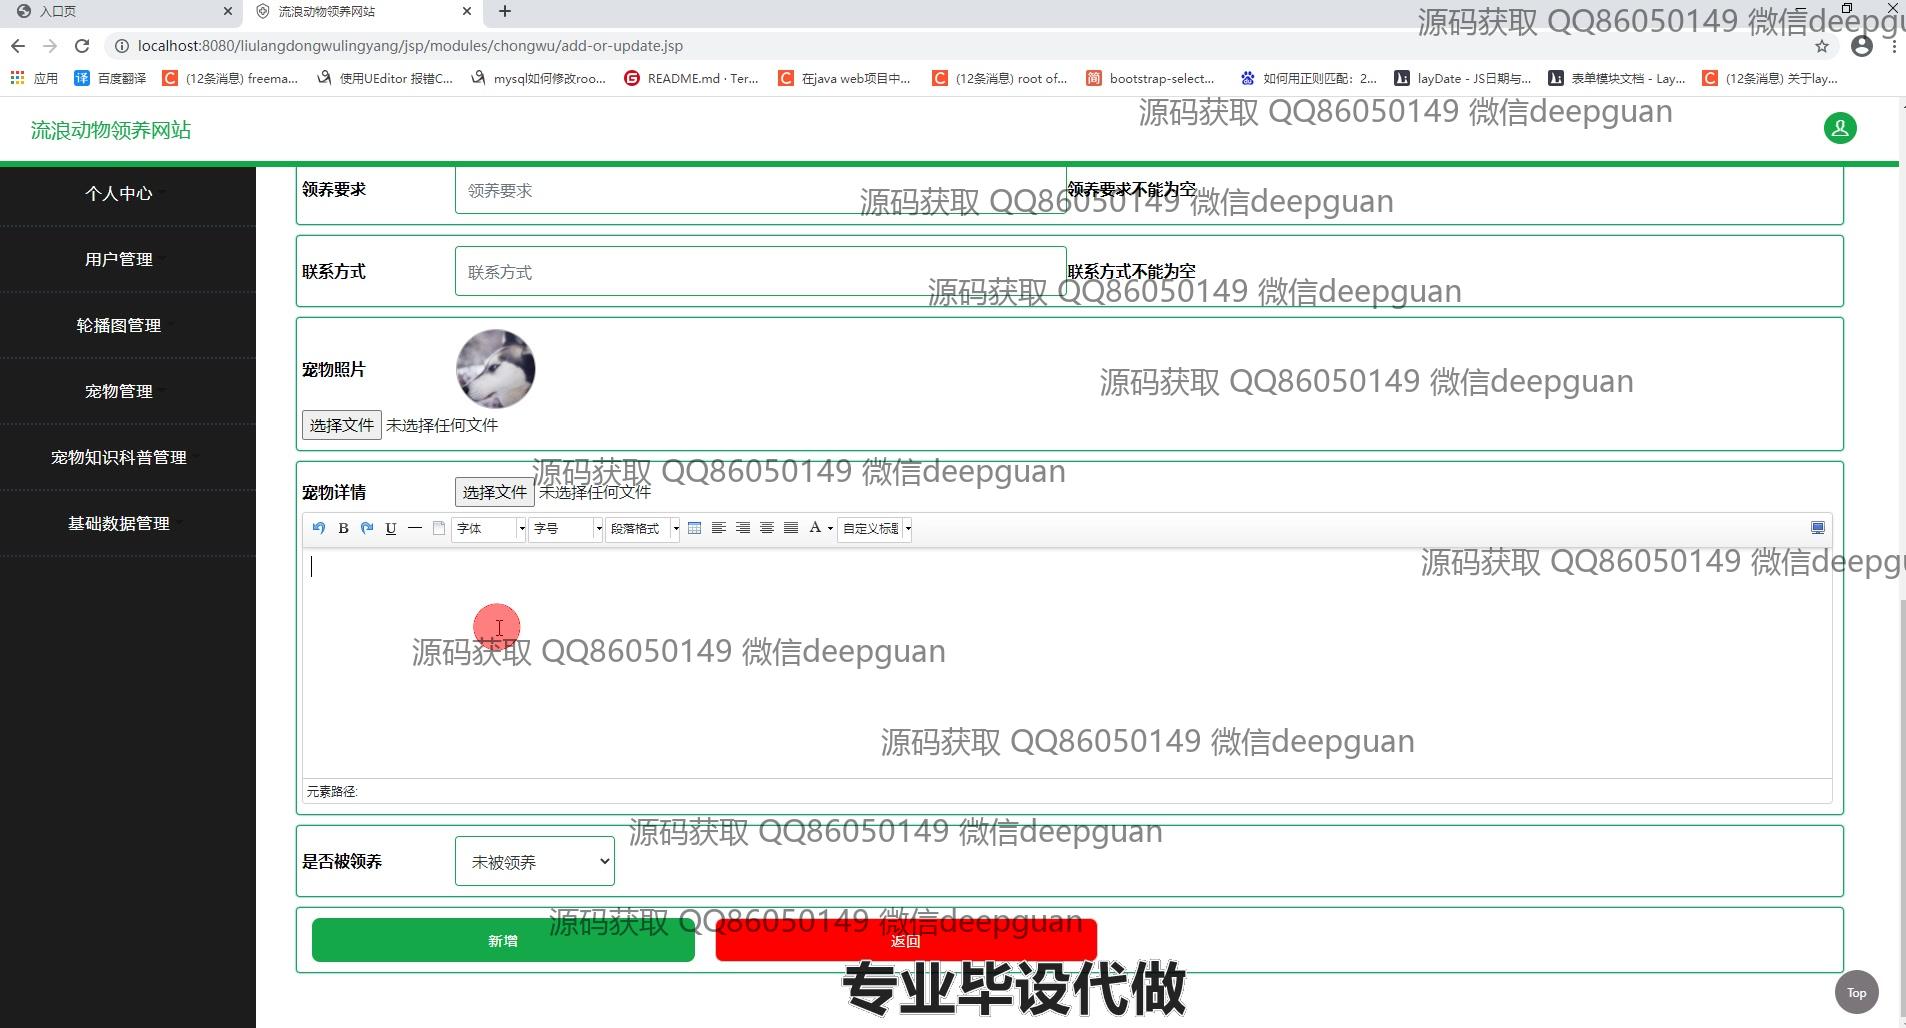 入口页
流浪动物领养网站
源码获取 QQ86050149 微信deepgu
localhost:8080/liulangdongwulingyang/jsp/modules/chongwu/add-or-update.jsp
应用
译 百度翻译
C (12条消息) freema...
使用UEditor 报错C...
mysql如何修改roo...
G README.md · Ter...
C 在java web项目中...
C (12条消息) root of...
简 bootstrap-select...
如何用正则匹配：2...
layDate - JS日期与...
表单模块文档 - Lay...
C (12条消息) 关于lay...
源码获取 QQ86050149 微信deepguan
流浪动物领养网站
个人中心
用户管理
轮播图管理
宠物管理
宠物知识科普管理
基础数据管理
领养要求 领养要求 领养要求不能为空
源码获取 QQ86050149 微信deepguan
联系方式 联系方式 联系方式不能为空
源码获取 QQ86050149 微信deepguan
宠物照片
源码获取 QQ86050149 微信deepguan
选择文件 未选择任何文件
源码获取 QQ86050149 微信deepguan
宠物详情 选择文件 未选择任何文件
B U 字体 字号 段落格式 A 自定义标题
源码获取 QQ86050149 微信deepgu
源码获取 QQ86050149 微信deepguan
源码获取 QQ86050149 微信deepguan
元素路径:
源码获取 QQ86050149 微信deepguan
是否被领养 未被领养
源码获取 QQ86050149 微信deepguan
新增 返回
专业毕设代做
Top